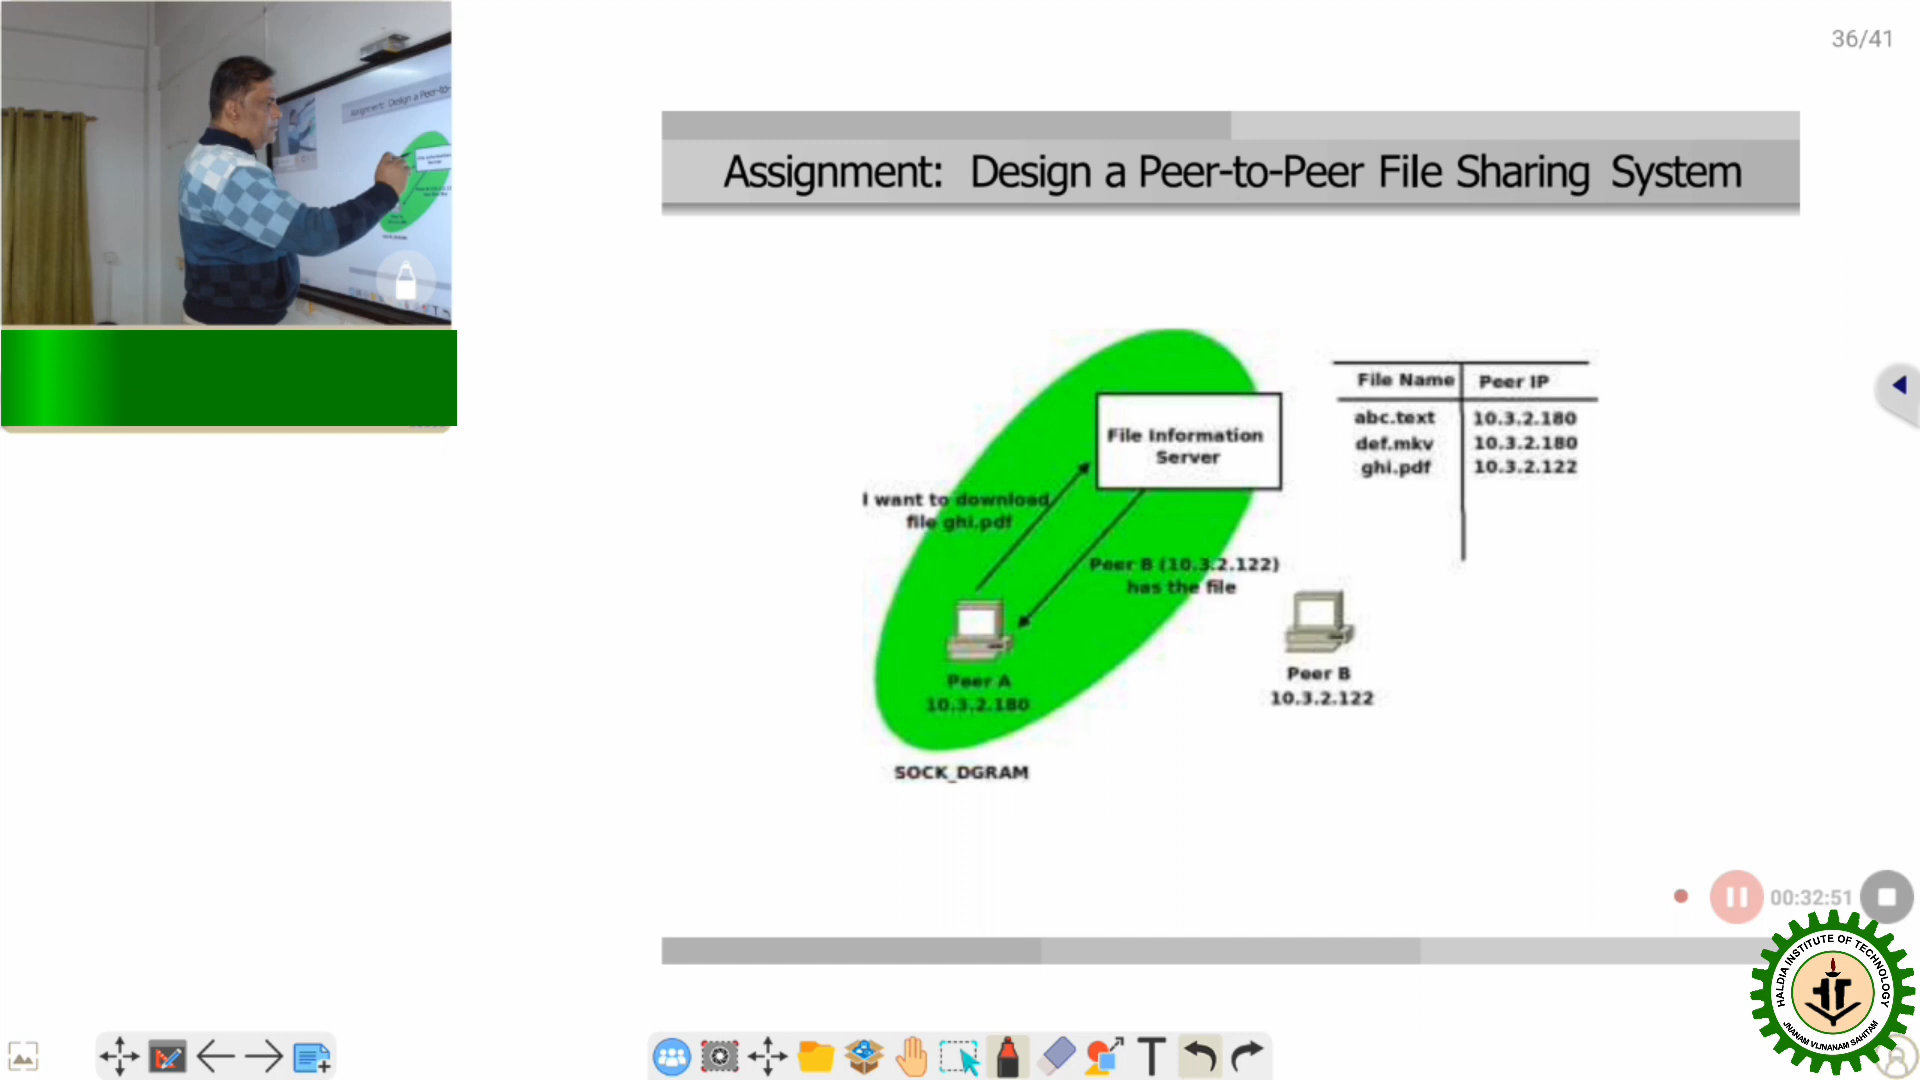 36/41
Assignment: Design a Peer-to-Peer File Sharing System
File Name Peer IP
abc.text 10.3.2.180
def.mkv 10.3.2.180
ghi.pdf 10.3.2.122
File Information
Server
I want to download
file ghi.pdf
Peer B (10.3.2.122)
has the file
Peer A
10.3.2.180
Peer B
10.3.2.122
SOCK_DGRAM
00:32:51
HALDIA INSTITUTE OF TECHNOLOGY
JNANAM VIJNANAM SAHITAM
T